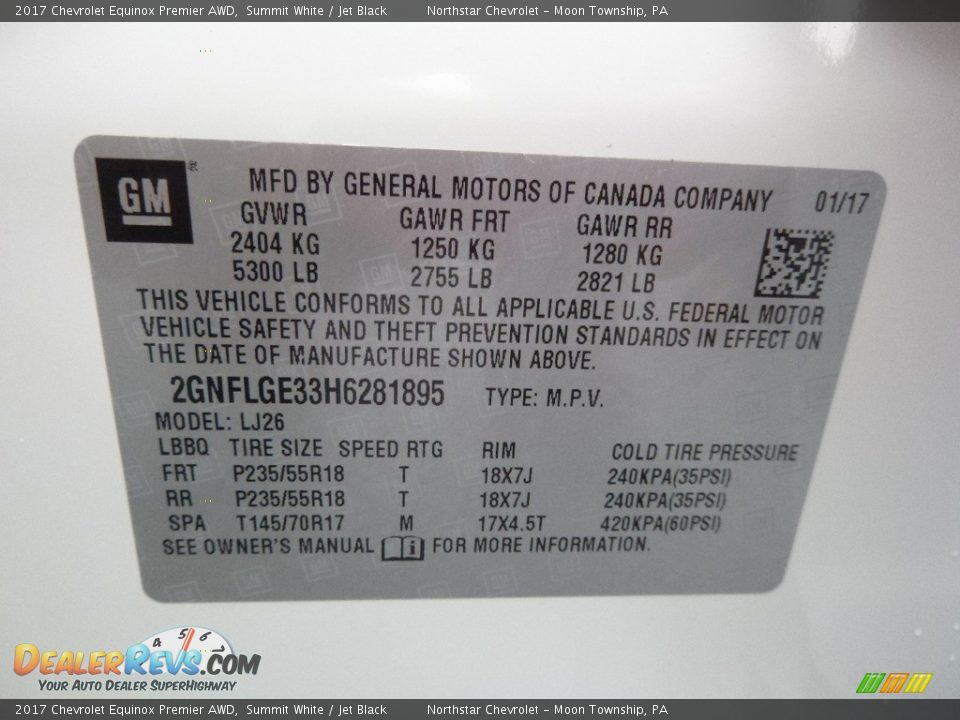 2017 Chevrolet Equinox Premier AWD, Summit White / Jet Black Northstar Chevrolet - Moon Township, PA
GM
MFD BY GENERAL MOTORS OF CANADA COMPANY 01/17
GVWR GAWR FRT GAWR RR
2404 KG 1250 KG 1280 KG
5300 LB 2755 LB 2821 LB
THIS VEHICLE CONFORMS TO ALL APPLICABLE U.S. FEDERAL MOTOR
VEHICLE SAFETY AND THEFT PREVENTION STANDARDS IN EFFECT ON
THE DATE OF MANUFACTURE SHOWN ABOVE.
2GNFLGE33H6281895 TYPE: M.P.V.
MODEL: LJ26
LBBQ TIRE SIZE SPEED RTG RIM COLD TIRE PRESSURE
FRT P235/55R18 T 18X7J 240KPA(35PSI)
RR P235/55R18 T 18X7J 240KPA(35PSI)
SPA T145/70R17 M 17X4.5T 420KPA(60PSI)
SEE OWNER'S MANUAL i FOR MORE INFORMATION.
4 5 6
DealerRevs.com
Your Auto Dealer SuperHighway
2017 Chevrolet Equinox Premier AWD, Summit White / Jet Black Northstar Chevrolet - Moon Township, PA